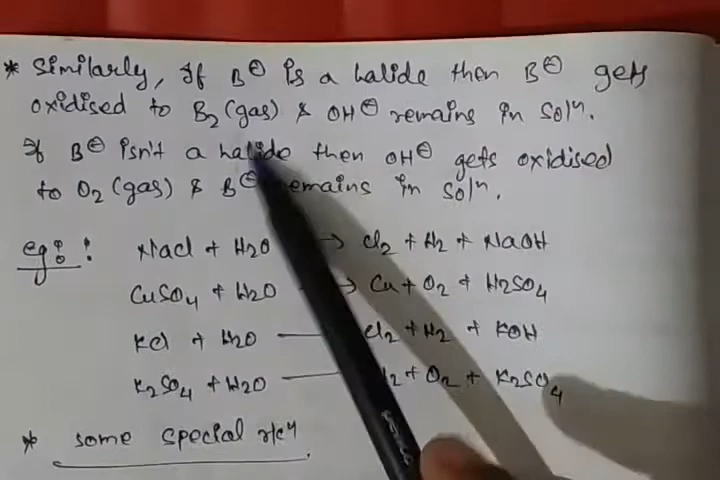 * Similarly, If B⊖ is a halide then B⊖ gets
oxidised to B₂(gas) & OH⊖ remains in Solⁿ.
If B⊖ isn't a halide then OH⊖ gets oxidised
to O₂(gas) & B⊖ remains in Solⁿ.
eg:! NaCl + H₂O → Cl₂ + H₂ + NaOH
CuSO₄ + H₂O → Cu + O₂ + H₂SO₄
KCl + H₂O — Cl₂ + H₂ + KOH
K₂SO₄ + H₂O — ₂ + O₂ + K₂SO₄
* some special r/cⁿ